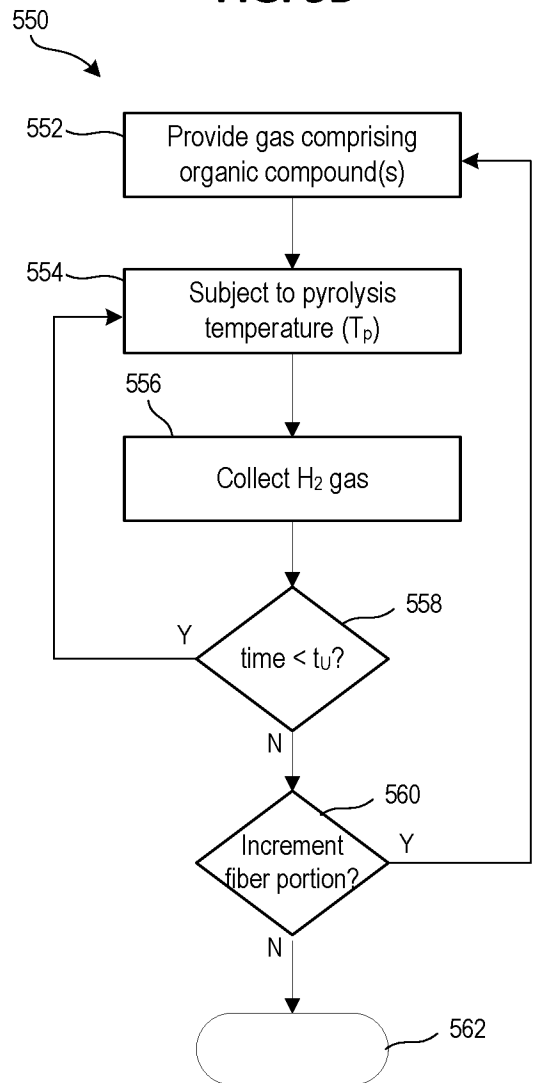 550
552
Provide gas comprising
organic compound(s)
554
Subject to pyrolysis
temperature (Tₚ)
556
Collect H₂ gas
558
Y
time < tᵤ?
N
560
Increment
fiber portion?
Y
N
562